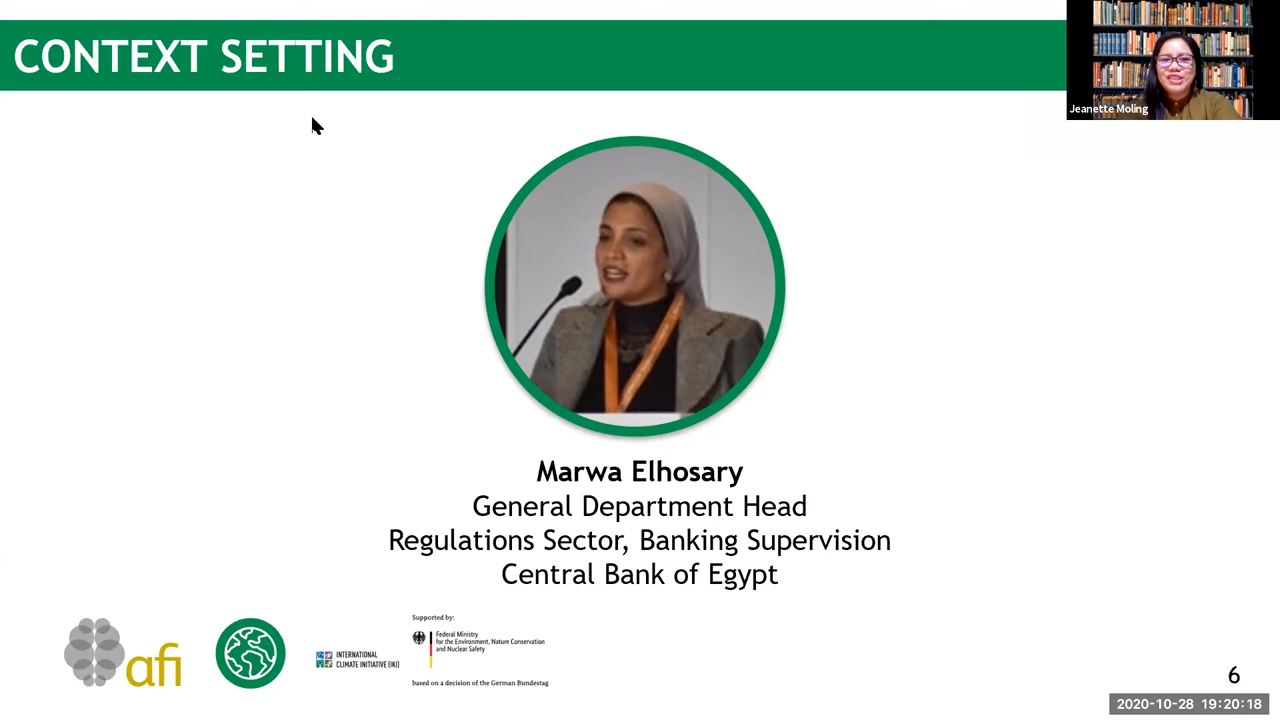 CONTEXT SETTING
Jeanette Moling
Marwa Elhosary
General Department Head
Regulations Sector, Banking Supervision
Central Bank of Egypt
afi
INTERNATIONAL
CLIMATE INITIATIVE (IKI)
Supported by:
Federal Ministry
for the Environment, Nature Conservation
and Nuclear Safety
based on a decision of the German Bundestag
6
2020-10-28 19:20:18